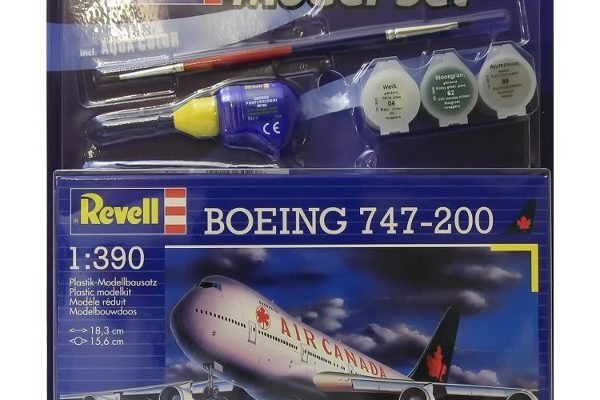 Revell
Model Set
incl. AQUA COLOR
CE
Weiß,
04
Moosgrün,
62
Aluminium,
99
Revell
BOEING 747-200
1:390
Plastik-Modellbausatz
Plastic modelkit
Modèle réduit
Modelbouwdoos
18,3 cm
15,6 cm
AIR CANADA